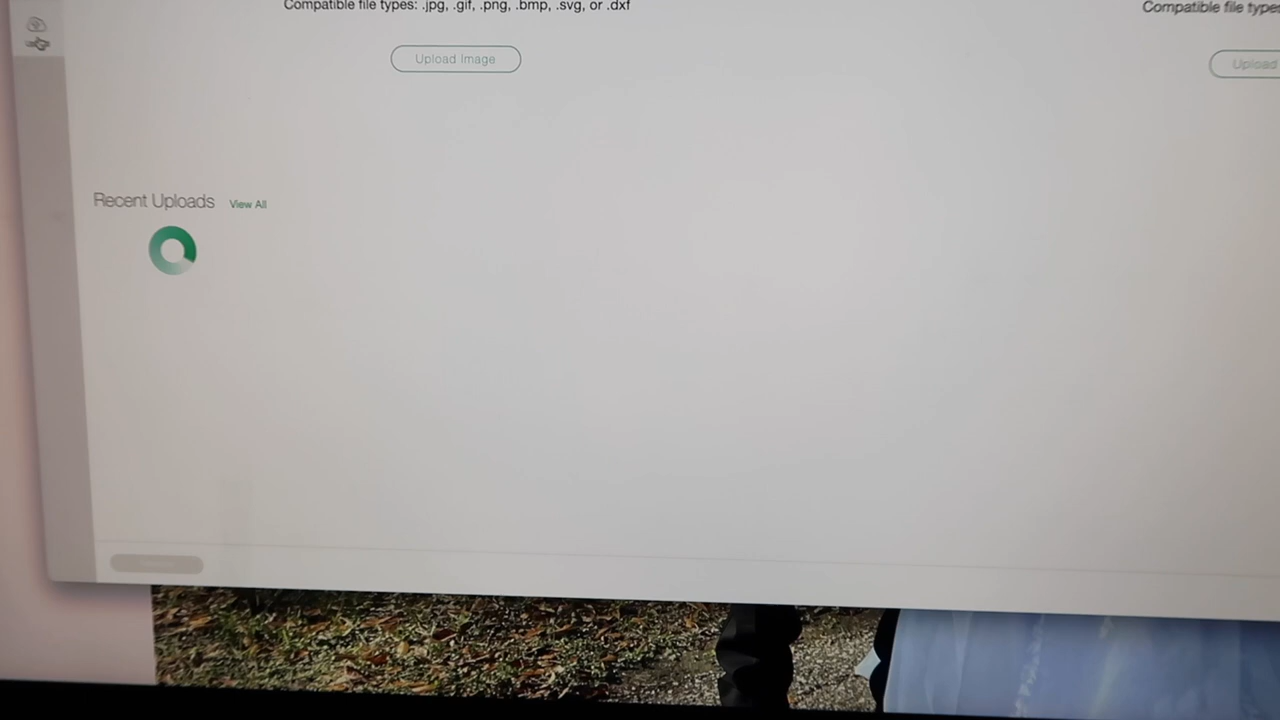 Compatible file types: .jpg, .gif, .png, .bmp, .svg, or .dxf
Compatible file types
Upload Image
Upload
Recent Uploads View All